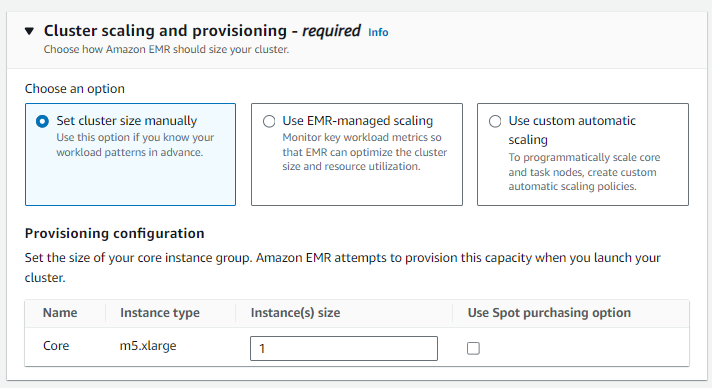 Cluster scaling and provisioning - required Info
Choose how Amazon EMR should size your cluster.
Choose an option
Set cluster size manually
Use this option if you know your
workload patterns in advance.
Use EMR-managed scaling
Monitor key workload metrics so
that EMR can optimize the cluster
size and resource utilization.
Use custom automatic
scaling
To programmatically scale core
and task nodes, create custom
automatic scaling policies.
Provisioning configuration
Set the size of your core instance group. Amazon EMR attempts to provision this capacity when you launch your
cluster.
Name Instance type Instance(s) size Use Spot purchasing option
Core m5.xlarge 1